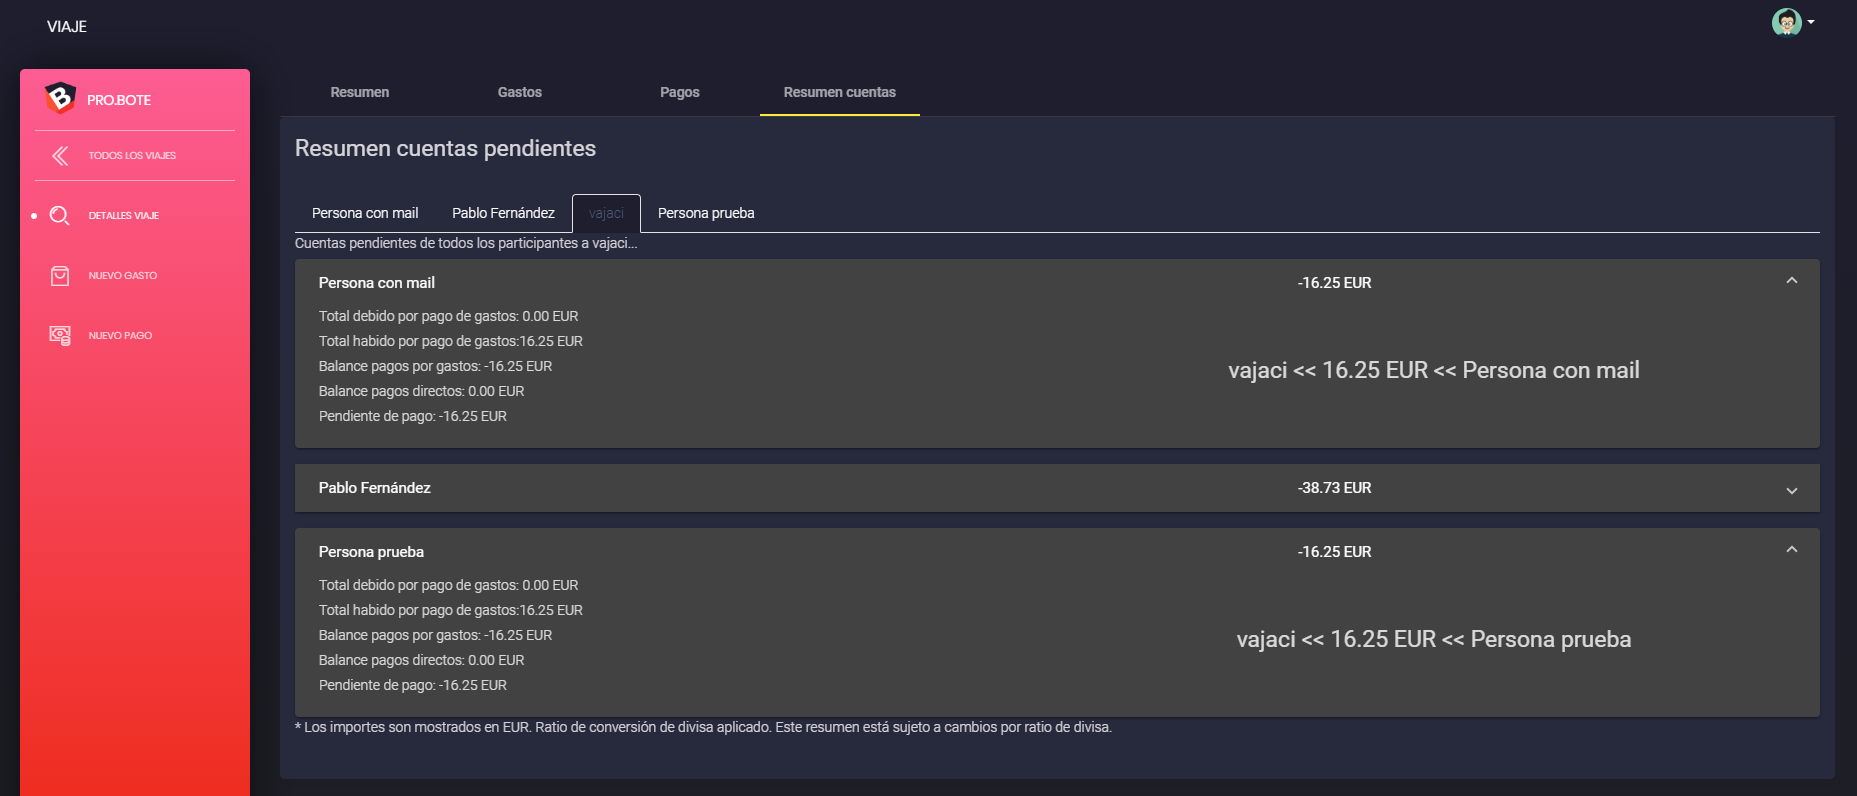 VIAJE
PRO.BOTE
TODOS LOS VIAJES
DETALLES VIAJE
NUEVO GASTO
NUEVO PAGO
Resumen Gastos Pagos Resumen cuentas
Resumen cuentas pendientes
Persona con mail Pablo Fernández vajaci Persona prueba
Cuentas pendientes de todos los participantes a vajaci...
Persona con mail -16.25 EUR
Total debido por pago de gastos: 0.00 EUR
Total habido por pago de gastos:16.25 EUR
Balance pagos por gastos: -16.25 EUR
Balance pagos directos: 0.00 EUR
Pendiente de pago: -16.25 EUR
vajaci << 16.25 EUR << Persona con mail
Pablo Fernández -38.73 EUR
Persona prueba -16.25 EUR
Total debido por pago de gastos: 0.00 EUR
Total habido por pago de gastos:16.25 EUR
Balance pagos por gastos: -16.25 EUR
Balance pagos directos: 0.00 EUR
Pendiente de pago: -16.25 EUR
vajaci << 16.25 EUR << Persona prueba
* Los importes son mostrados en EUR. Ratio de conversión de divisa aplicado. Este resumen está sujeto a cambios por ratio de divisa.